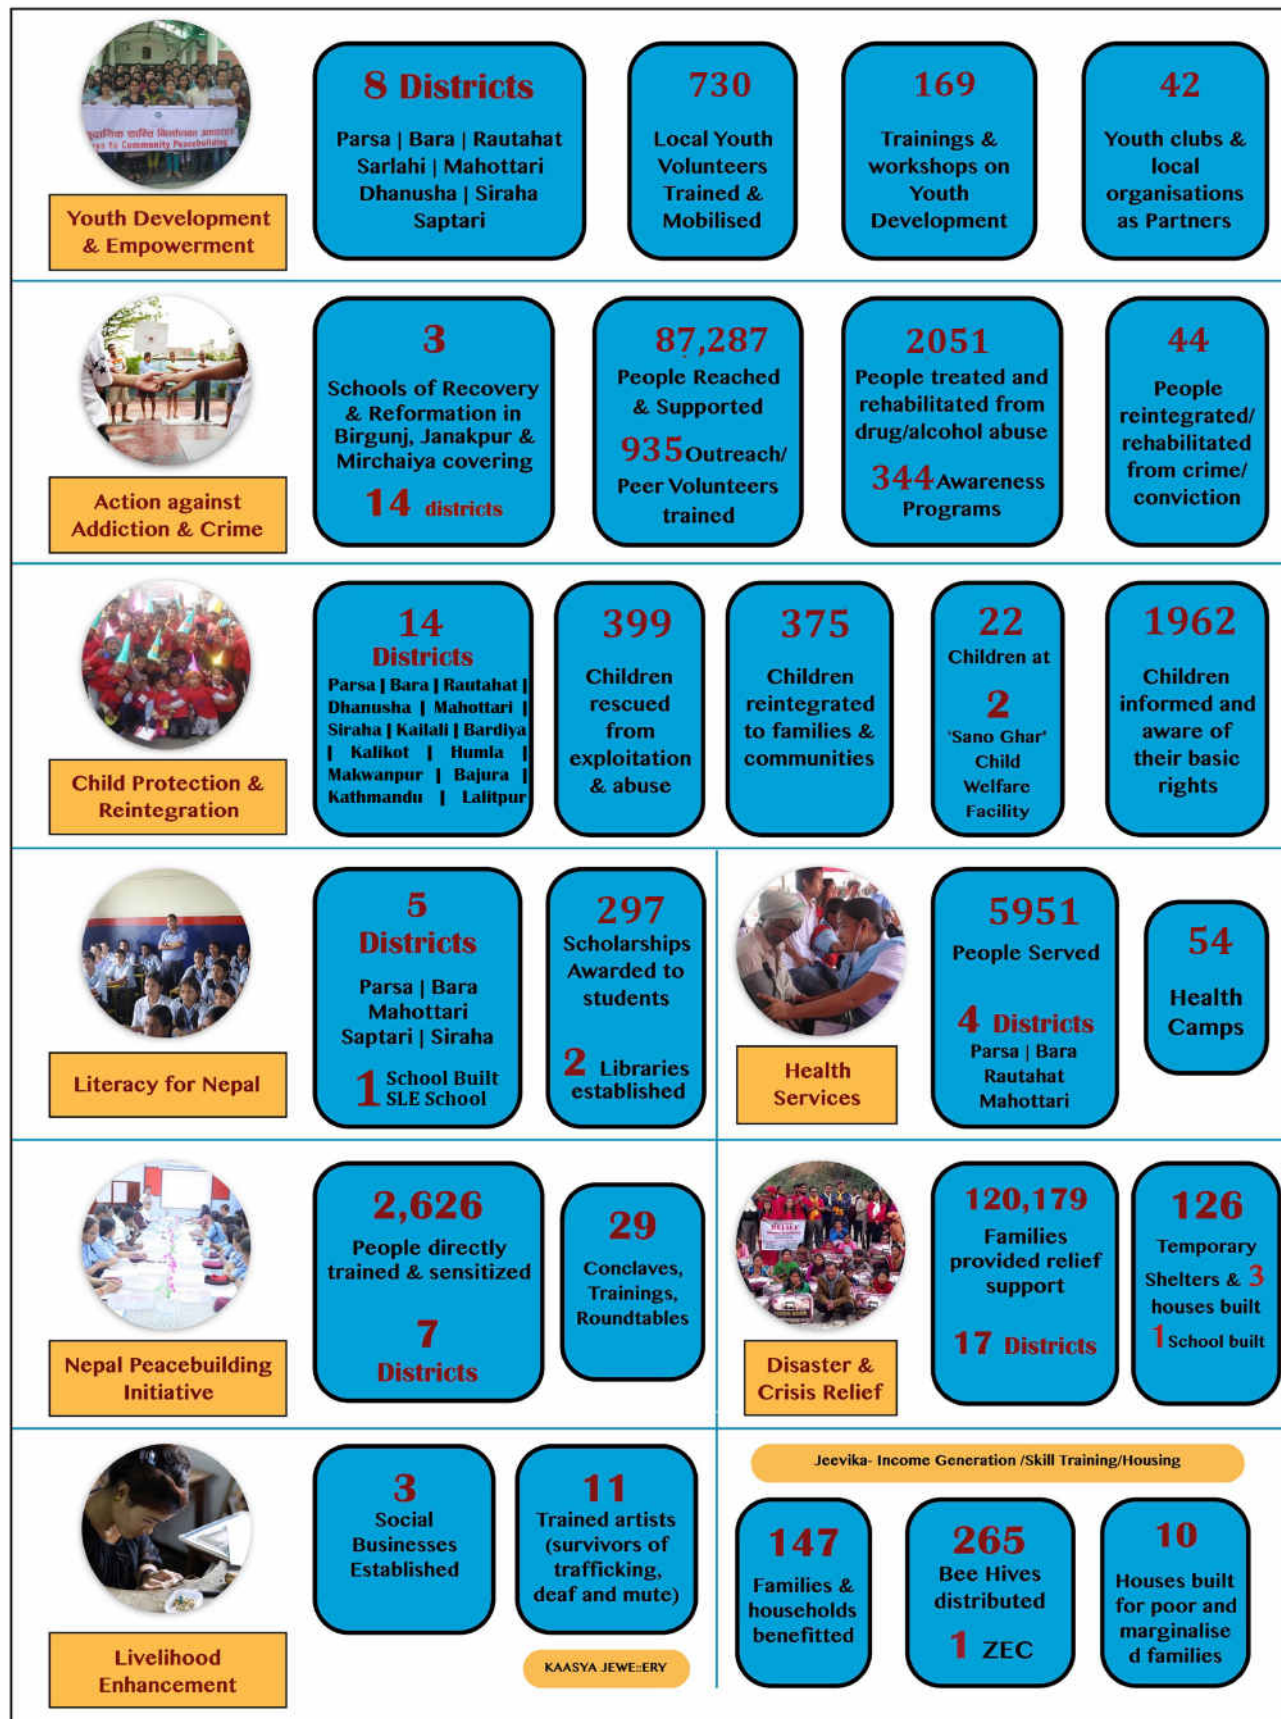 8 Districts
Parsa | Bara | Rautahat
Sarlahi | Mahottari
Dhanusha | Siraha
Saptari
730
Local Youth
Volunteers
Trained &
Mobilised
169
Trainings &
workshops on
Youth
Development
42
Youth clubs &
local
organisations
as Partners
to Community Peacebuilding
Youth Development
& Empowerment
3
Schools of Recovery
& Reformation in
Birgunj, Janakpur &
Mirchaiya covering
14 districts
87,287
People Reached
& Supported
935 Outreach/
Peer Volunteers
trained
2051
People treated and
rehabilitated from
drug/alcohol abuse
344 Awareness
Programs
44
People
reintegrated/
rehabilitated
from crime/
conviction
Action against
Addiction & Crime
14
Districts
Parsa | Bara | Rautahat |
Dhanusha | Mahottari |
Siraha | Kailali | Bardiya
| Kalikot | Humla |
Makwanpur | Bajura |
Kathmandu | Lalitpur
399
Children
rescued
from
exploitation
& abuse
375
Children
reintegrated
to families &
communities
22
Children at
2
'Sano Ghar'
Child
Welfare
Facility
1962
Children
informed and
aware of
their basic
rights
Child Protection &
Reintegration
5
Districts
Parsa | Bara
Mahottari
Saptari | Siraha
1 School Built
SLE School
297
Scholarships
Awarded to
students
2 Libraries
established
Literacy for Nepal
5951
People Served
4 Districts
Parsa | Bara
Rautahat
Mahottari
54
Health
Camps
Health
Services
2,626
People directly
trained & sensitized
7
Districts
29
Conclaves,
Trainings,
Roundtables
Nepal Peacebuilding
Initiative
RELIEF
120,179
Families
provided relief
support
17 Districts
126
Temporary
Shelters & 3
houses built
1 School built
Disaster &
Crisis Relief
3
Social
Businesses
Established
11
Trained artists
(survivors of
trafficking,
deaf and mute)
KAASYA JEWE::ERY
Livelihood
Enhancement
Jeevika- Income Generation /Skill Training/Housing
147
Families &
households
benefitted
265
Bee Hives
distributed
1 ZEC
10
Houses built
for poor and
marginalise
d families